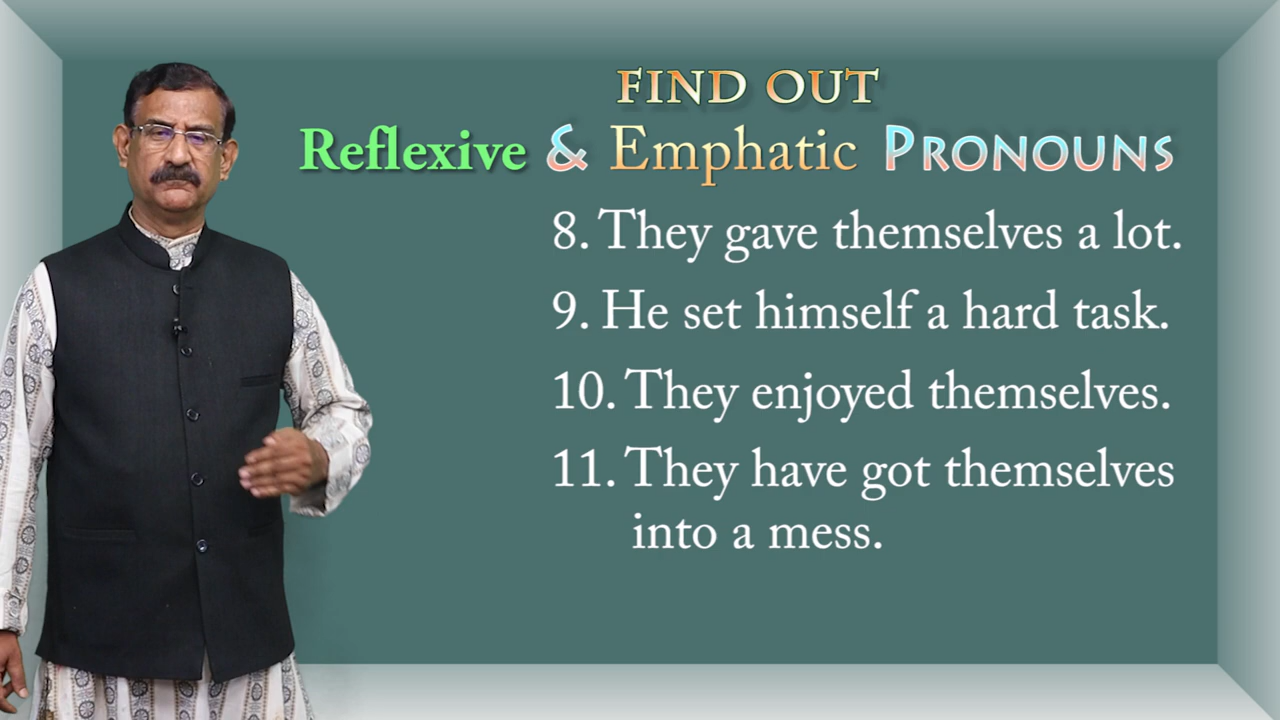 FIND OUT
Reflexive & Emphatic PRONOUNS
8. They gave themselves a lot.
9. He set himself a hard task.
10. They enjoyed themselves.
11. They have got themselves
into a mess.